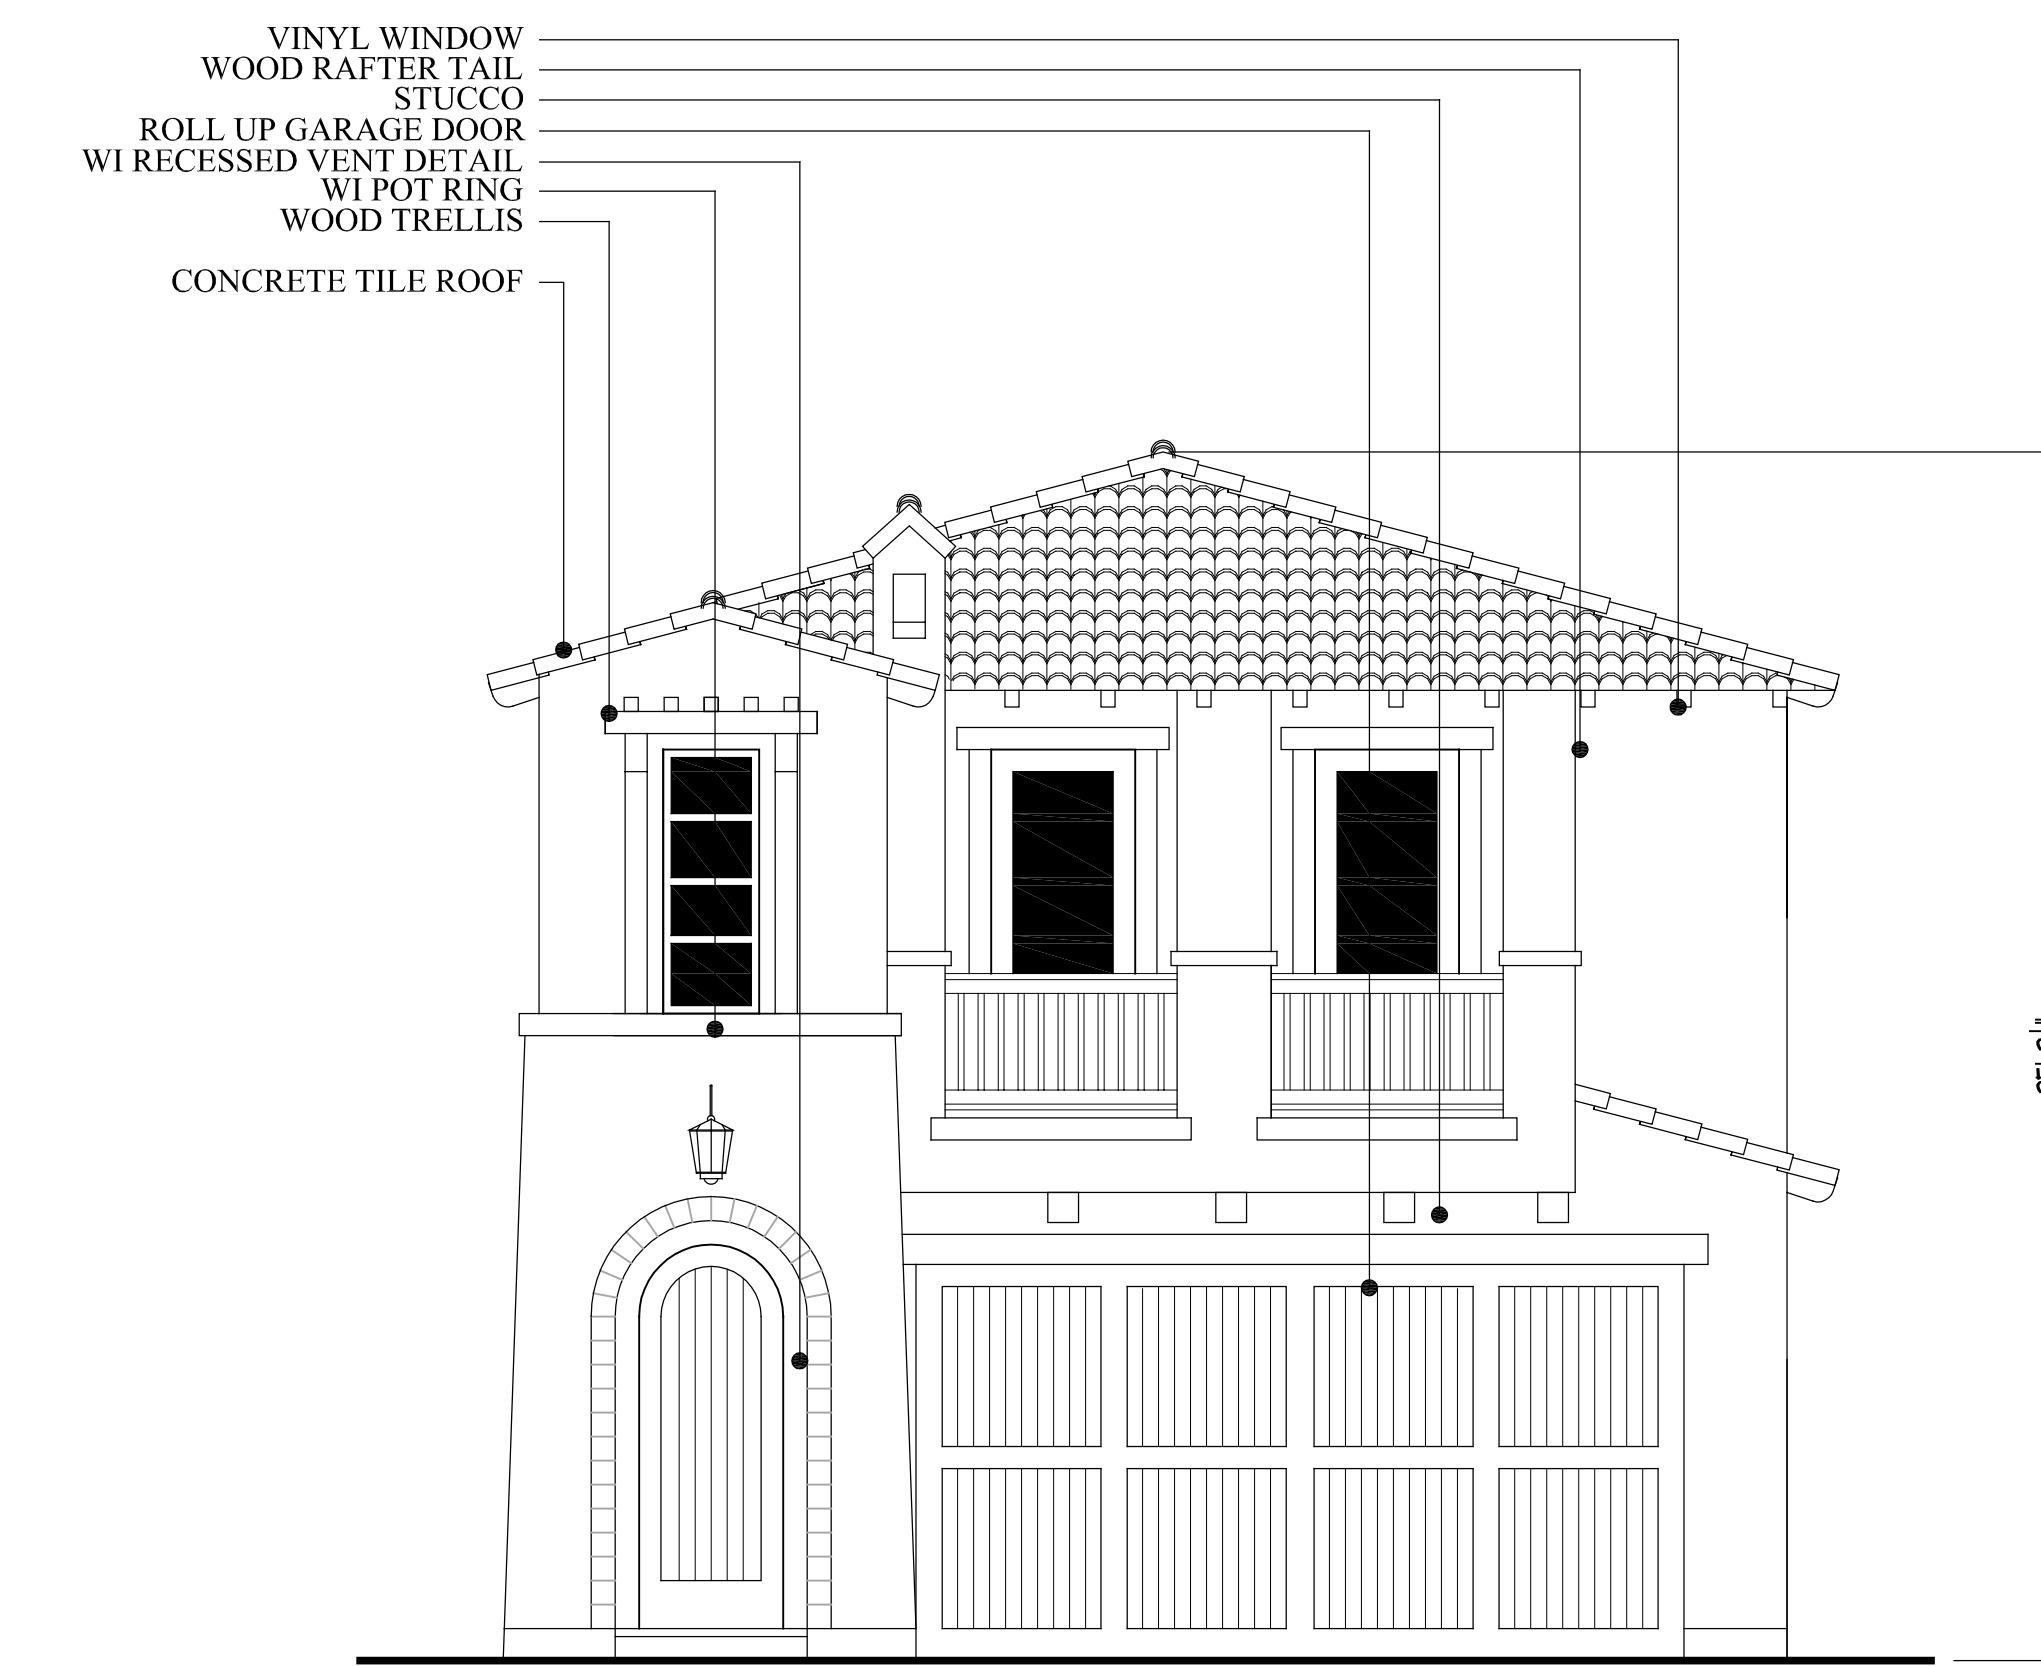 VINYL WINDOW
WOOD RAFTER TAIL
STUCCO
ROLL UP GARAGE DOOR
WI RECESSED VENT DETAIL
WI POT RING
WOOD TRELLIS
CONCRETE TILE ROOF